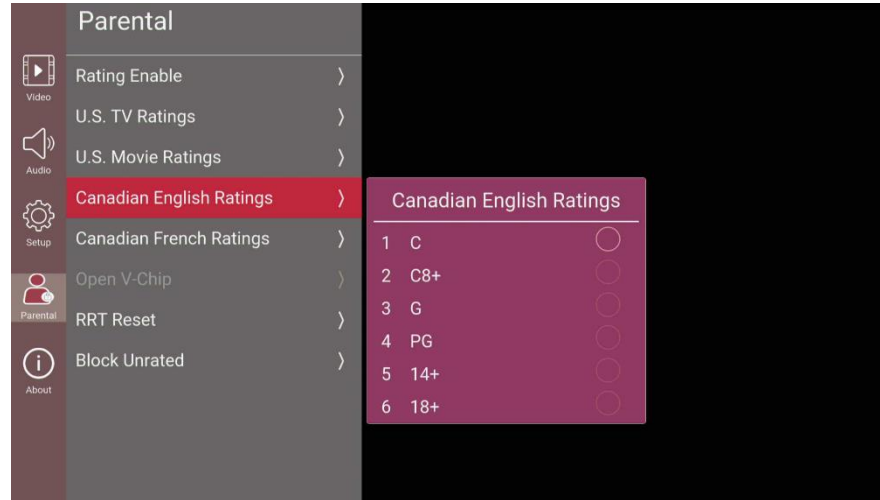 Parental
Video
Audio
Setup
Parental
About
Rating Enable
U.S. TV Ratings
U.S. Movie Ratings
Canadian English Ratings
Canadian French Ratings
Open V-Chip
RRT Reset
Block Unrated
Canadian English Ratings
1 C
2 C8+
3 G
4 PG
5 14+
6 18+